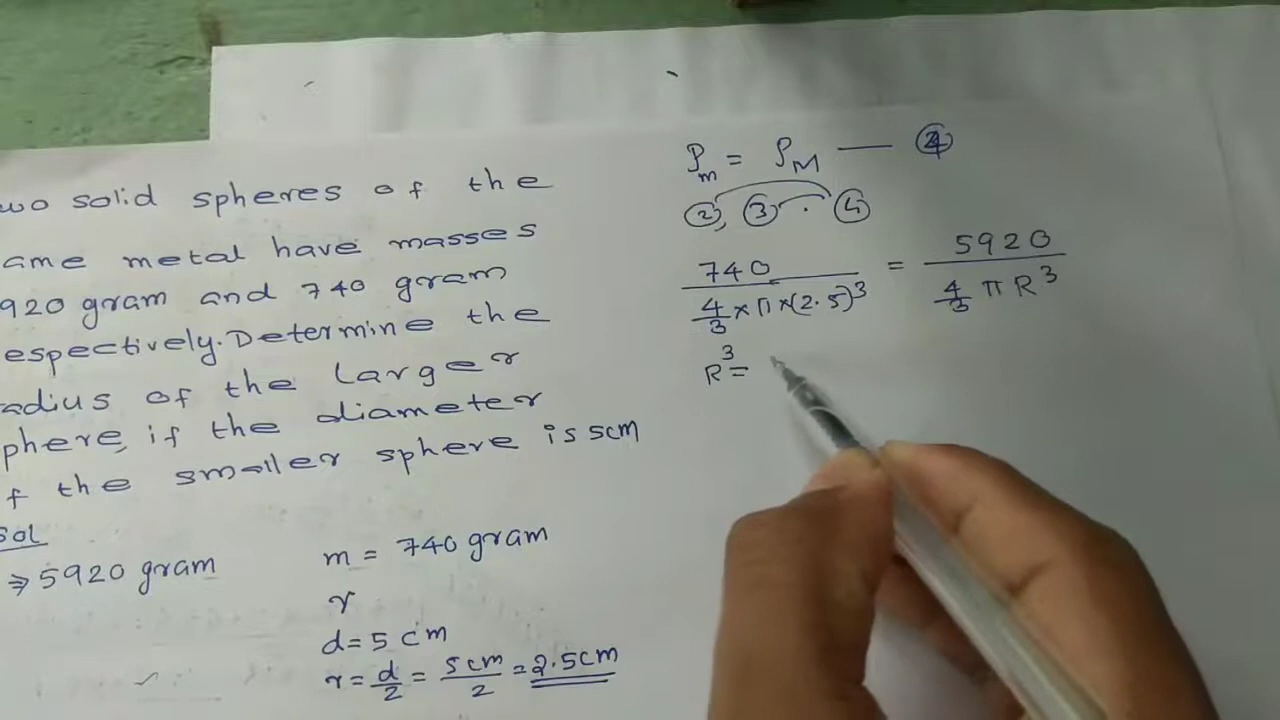 wo solid spheres of the
ame metal have masses
920 gram and 740 gram
espectively. Determine the
adius of the larger
phere, if the diameter
f the smaller sphere is 5cm
sol
⇒ 5920 gram
m = 740 gram
r
d = 5 cm
r = d/2 = 5cm/2 = 2.5cm
ρm = ρM — ④
②, ③ · ④
740 / (4/3 × π × (2.5)³) = 5920 / (4/3 π R³)
R³ =